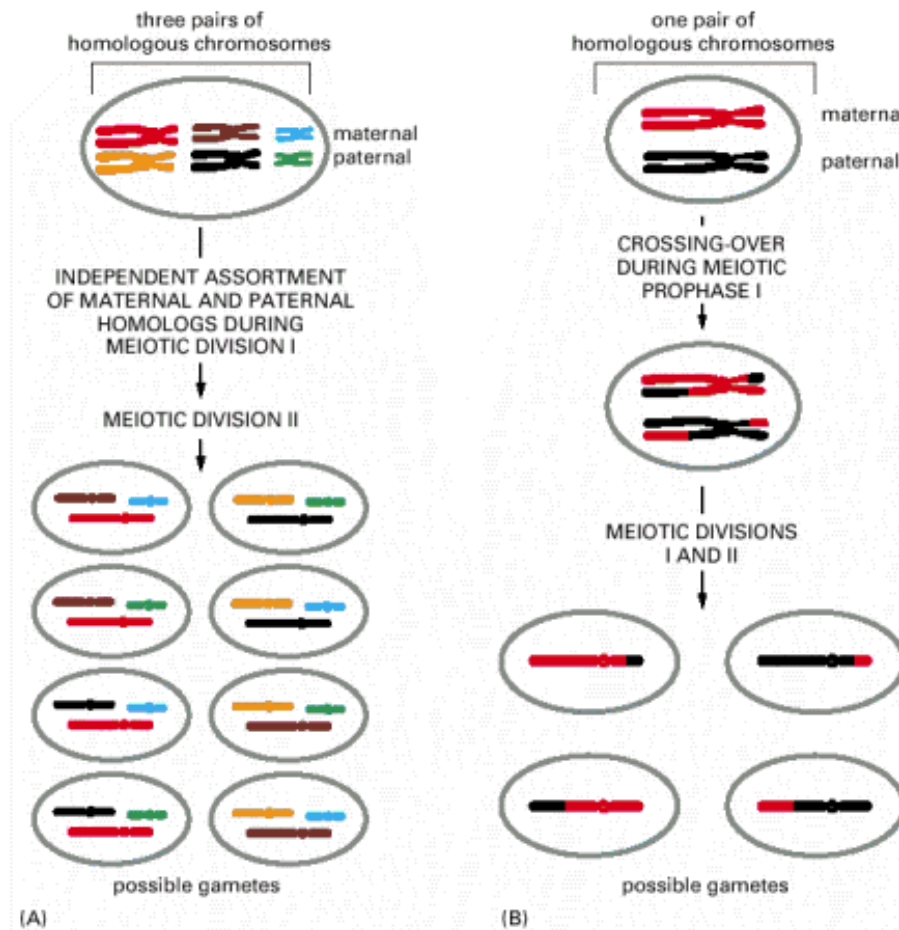 three pairs of
homologous chromosomes
maternal
paternal
INDEPENDENT ASSORTMENT
OF MATERNAL AND PATERNAL
HOMOLOGS DURING
MEIOTIC DIVISION I
MEIOTIC DIVISION II
possible gametes
(A)
one pair of
homologous chromosomes
maternal
paternal
CROSSING-OVER
DURING MEIOTIC
PROPHASE I
MEIOTIC DIVISIONS
I AND II
possible gametes
(B)